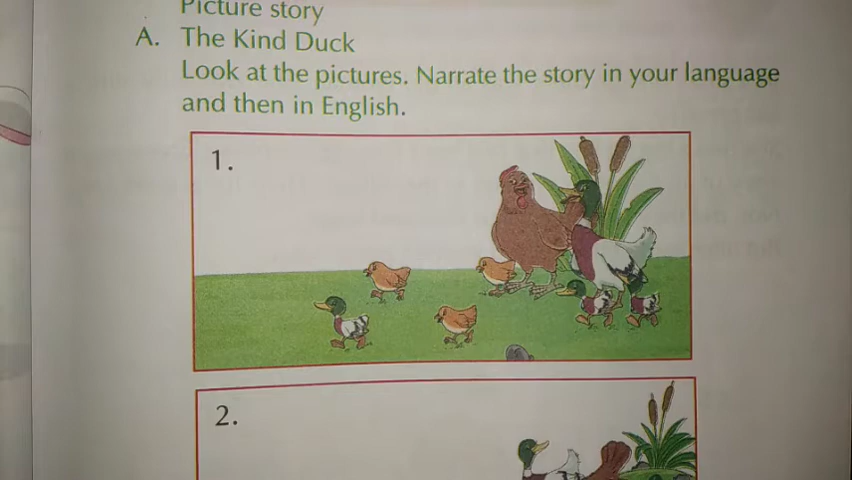 Picture story
A. The Kind Duck
Look at the pictures. Narrate the story in your language
and then in English.
1.
2.